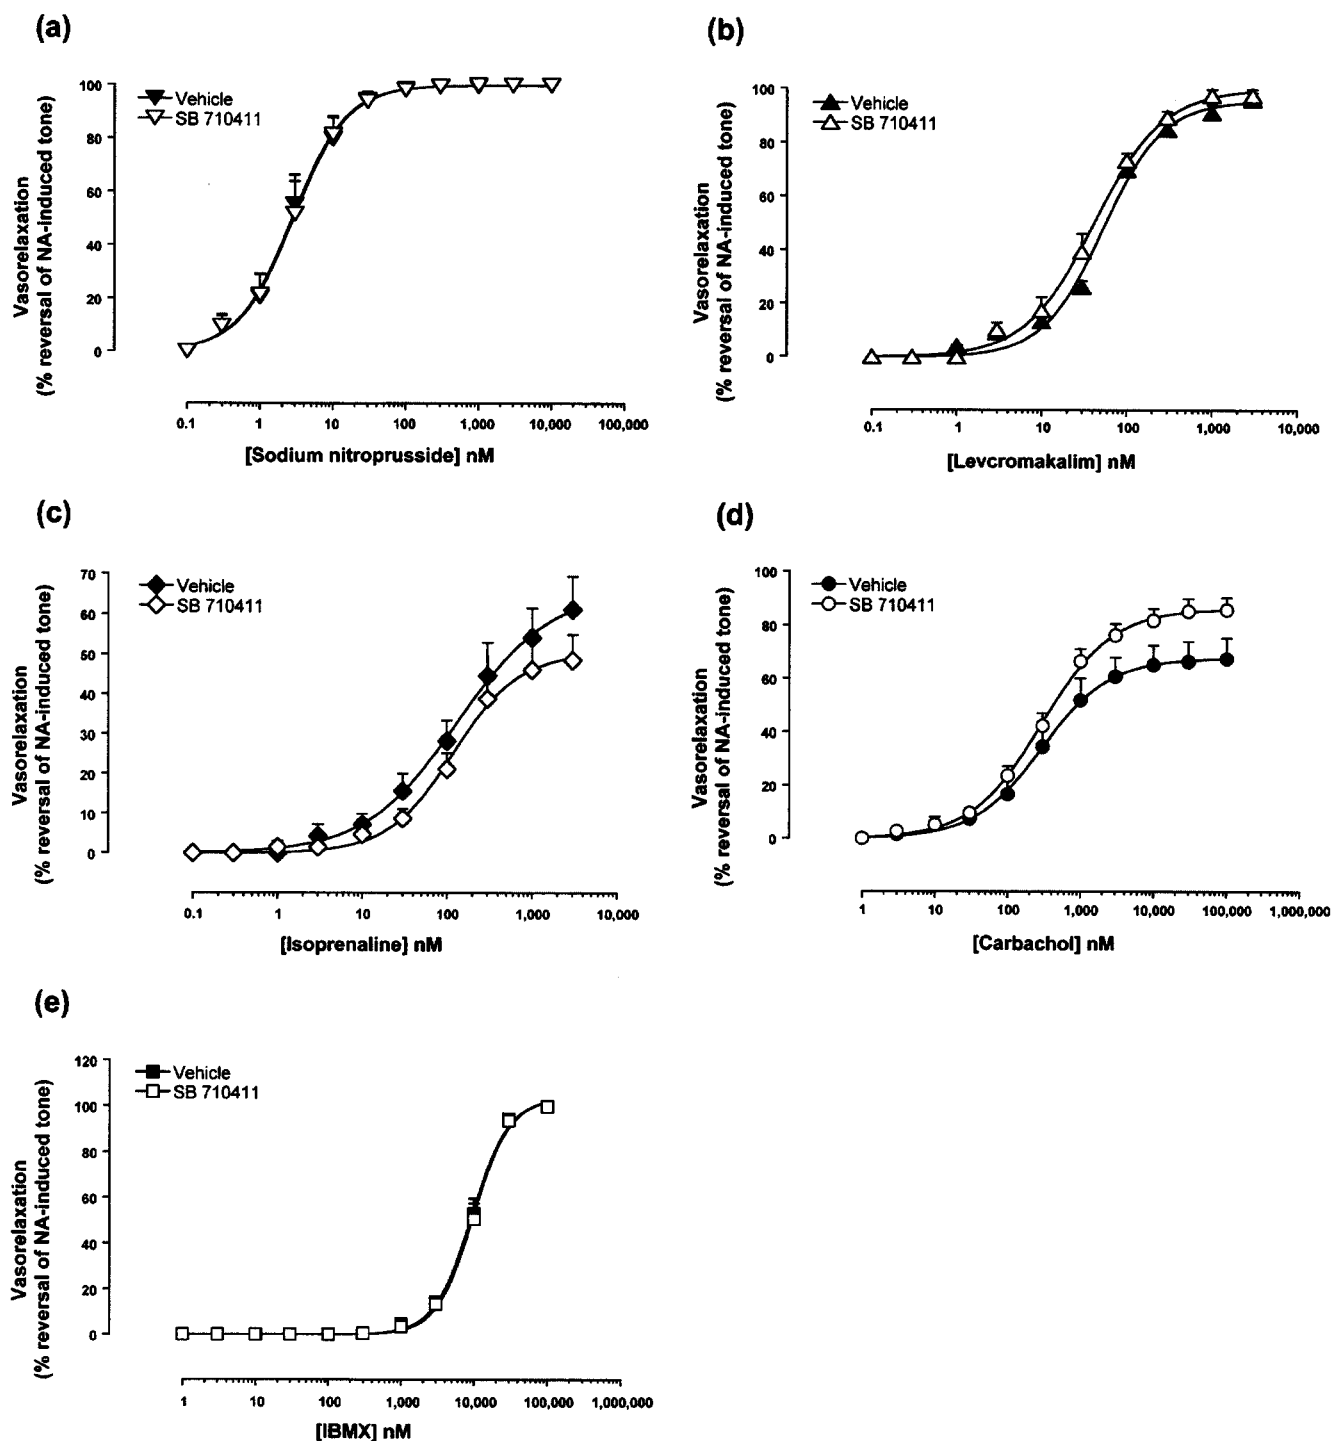 (a)
Vasorelaxation
(% reversal of NA-induced tone)
100
80
60
40
20
0
Vehicle
SB 710411
0.1
1
10
100
1,000
10,000
100,000
[Sodium nitroprusside] nM
(b)
Vasorelaxation
(% reversal of NA-induced tone)
100
80
60
40
20
0
Vehicle
SB 710411
0.1
1
10
100
1,000
10,000
[Levcromakalim] nM
(c)
Vasorelaxation
(% reversal of NA-induced tone)
70
60
50
40
30
20
10
0
Vehicle
SB 710411
0.1
1
10
100
1,000
10,000
[Isoprenaline] nM
(d)
Vasorelaxation
(% reversal of NA-induced tone)
100
80
60
40
20
0
Vehicle
SB 710411
1
10
100
1,000
10,000
100,000
1,000,000
[Carbachol] nM
(e)
Vasorelaxation
(% reversal of NA-induced tone)
120
100
80
60
40
20
0
Vehicle
SB 710411
1
10
100
1,000
10,000
100,000
1,000,000
[IBMX] nM